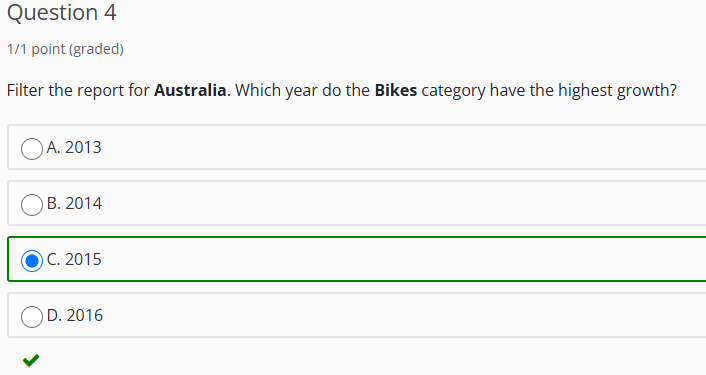 Question 4
1/1 point (graded)
Filter the report for Australia. Which year do the Bikes category have the highest growth?
A. 2013
B. 2014
C. 2015
D. 2016